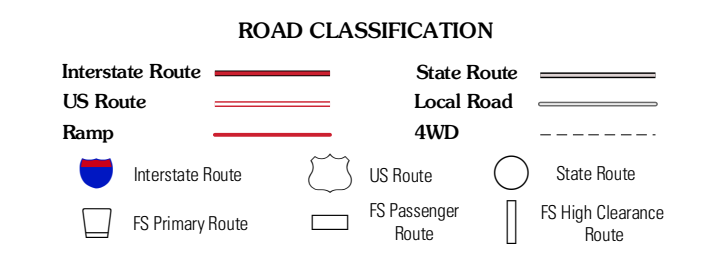 ROAD CLASSIFICATION
Interstate Route
State Route
US Route
Local Road
Ramp
4WD
Interstate Route
US Route
State Route
FS Primary Route
FS Passenger
Route
FS High Clearance
Route